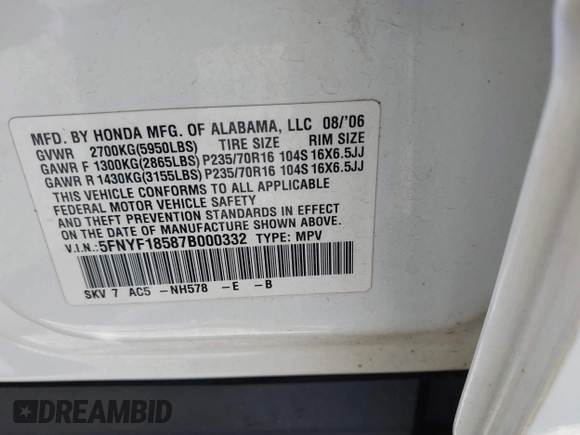 MFD. BY HONDA MFG. OF ALABAMA, LLC 08/'06
GVWR 2700KG(5950LBS) TIRE SIZE RIM SIZE
GAWR F 1300KG(2865LBS) P235/70R16 104S 16X6.5JJ
GAWR R 1430KG(3155LBS) P235/70R16 104S 16X6.5JJ
THIS VEHICLE CONFORMS TO ALL APPLICABLE
FEDERAL MOTOR VEHICLE SAFETY
STANDARDS IN EFFECT
ON THE DATE OF MANUFACTURE SHOWN ABOVE.
V.I.N.: 5FNYF18587B000332 TYPE: MPV
SKV 7 AC5 -NH578 -E -B
DREAMBID